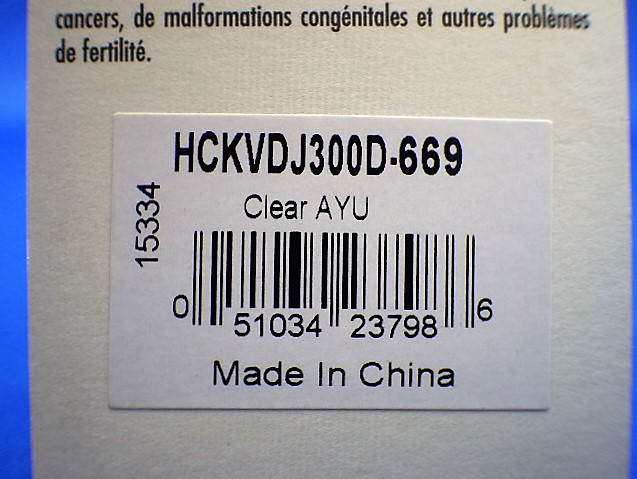 cancers, de malformations congénitales et autres problèmes
de fertilité.
HCKVDJ300D-669
15334
Clear AYU
0 51034 23798 6
Made In China